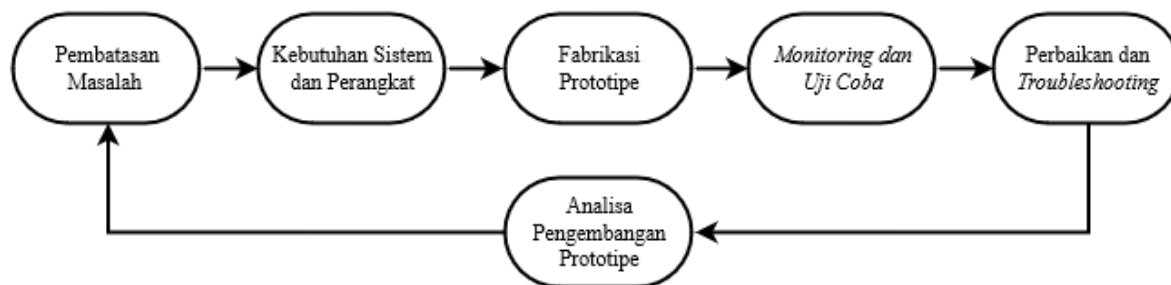 Pembatasan
Masalah
Kebutuhan Sistem
dan Perangkat
Fabrikasi
Prototipe
Monitoring dan
Uji Coba
Perbaikan dan
Troubleshooting
Analisa
Pengembangan
Prototipe